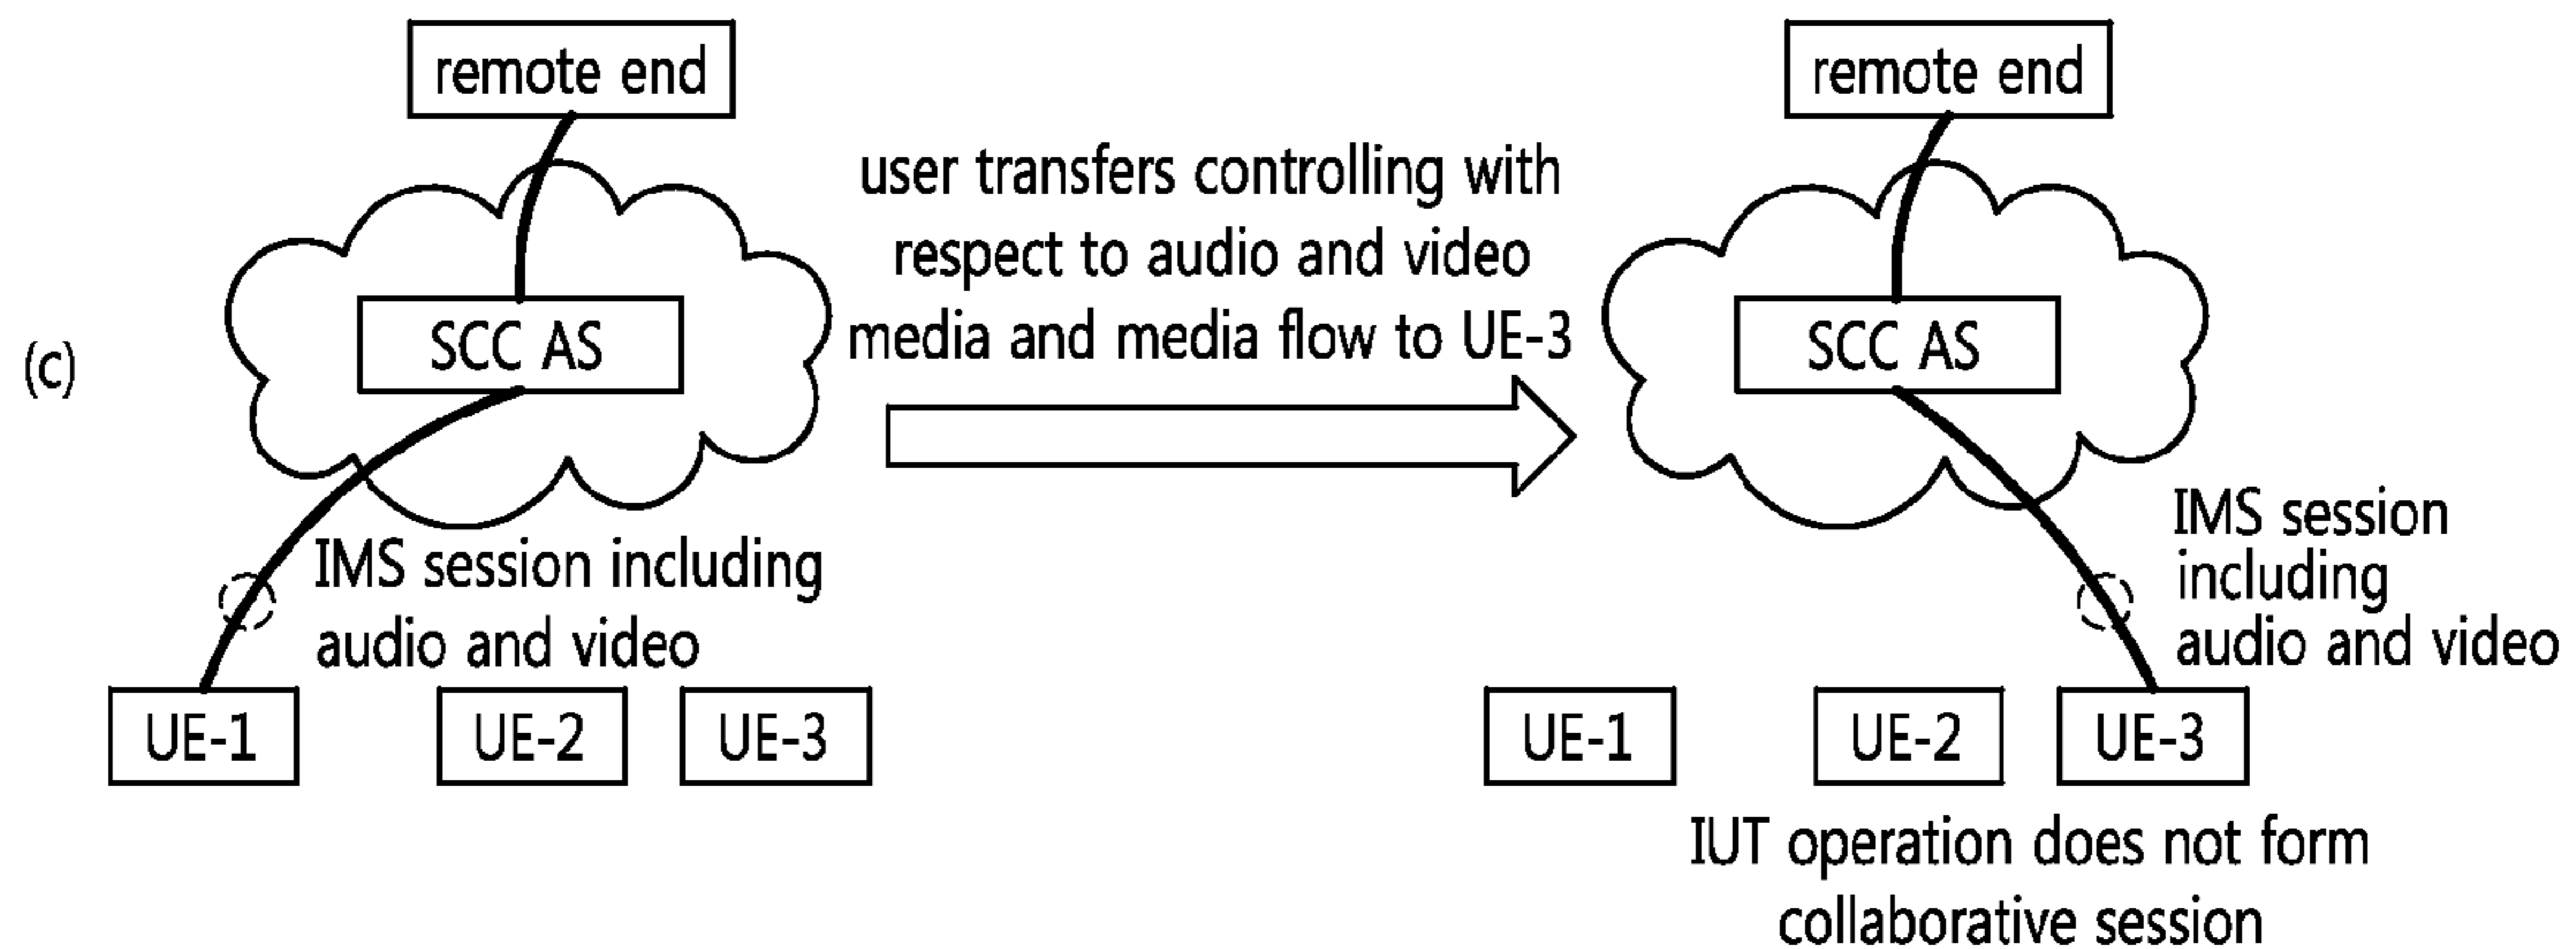 remote end
SCC AS
(c)
IMS session including
audio and video
UE-1
UE-2
UE-3
user transfers controlling with
respect to audio and video
media and media flow to UE-3
remote end
SCC AS
IMS session
including
audio and video
UE-1
UE-2
UE-3
IUT operation does not form
collaborative session